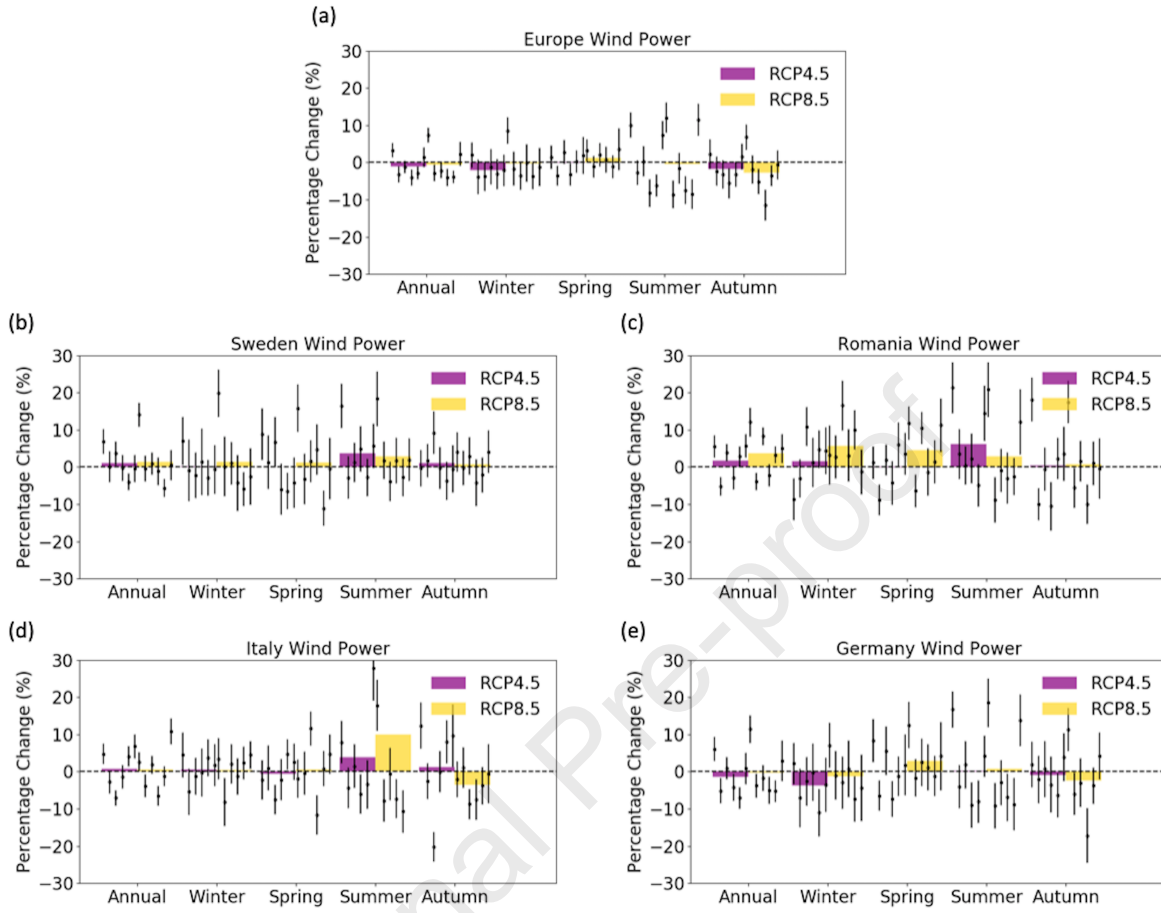 (a)
Europe Wind Power
Percentage Change (%)
30
20
10
0
−10
−20
−30
RCP4.5
RCP8.5
Annual Winter Spring Summer Autumn
(b)
Sweden Wind Power
Percentage Change (%)
30
20
10
0
−10
−20
−30
RCP4.5
RCP8.5
Annual Winter Spring Summer Autumn
(c)
Romania Wind Power
Percentage Change (%)
30
20
10
0
−10
−20
−30
RCP4.5
RCP8.5
Annual Winter Spring Summer Autumn
(d)
Italy Wind Power
Percentage Change (%)
30
20
10
0
−10
−20
−30
RCP4.5
RCP8.5
Annual Winter Spring Summer Autumn
(e)
Germany Wind Power
Percentage Change (%)
30
20
10
0
−10
−20
−30
RCP4.5
RCP8.5
Annual Winter Spring Summer Autumn
nal Pre-proof